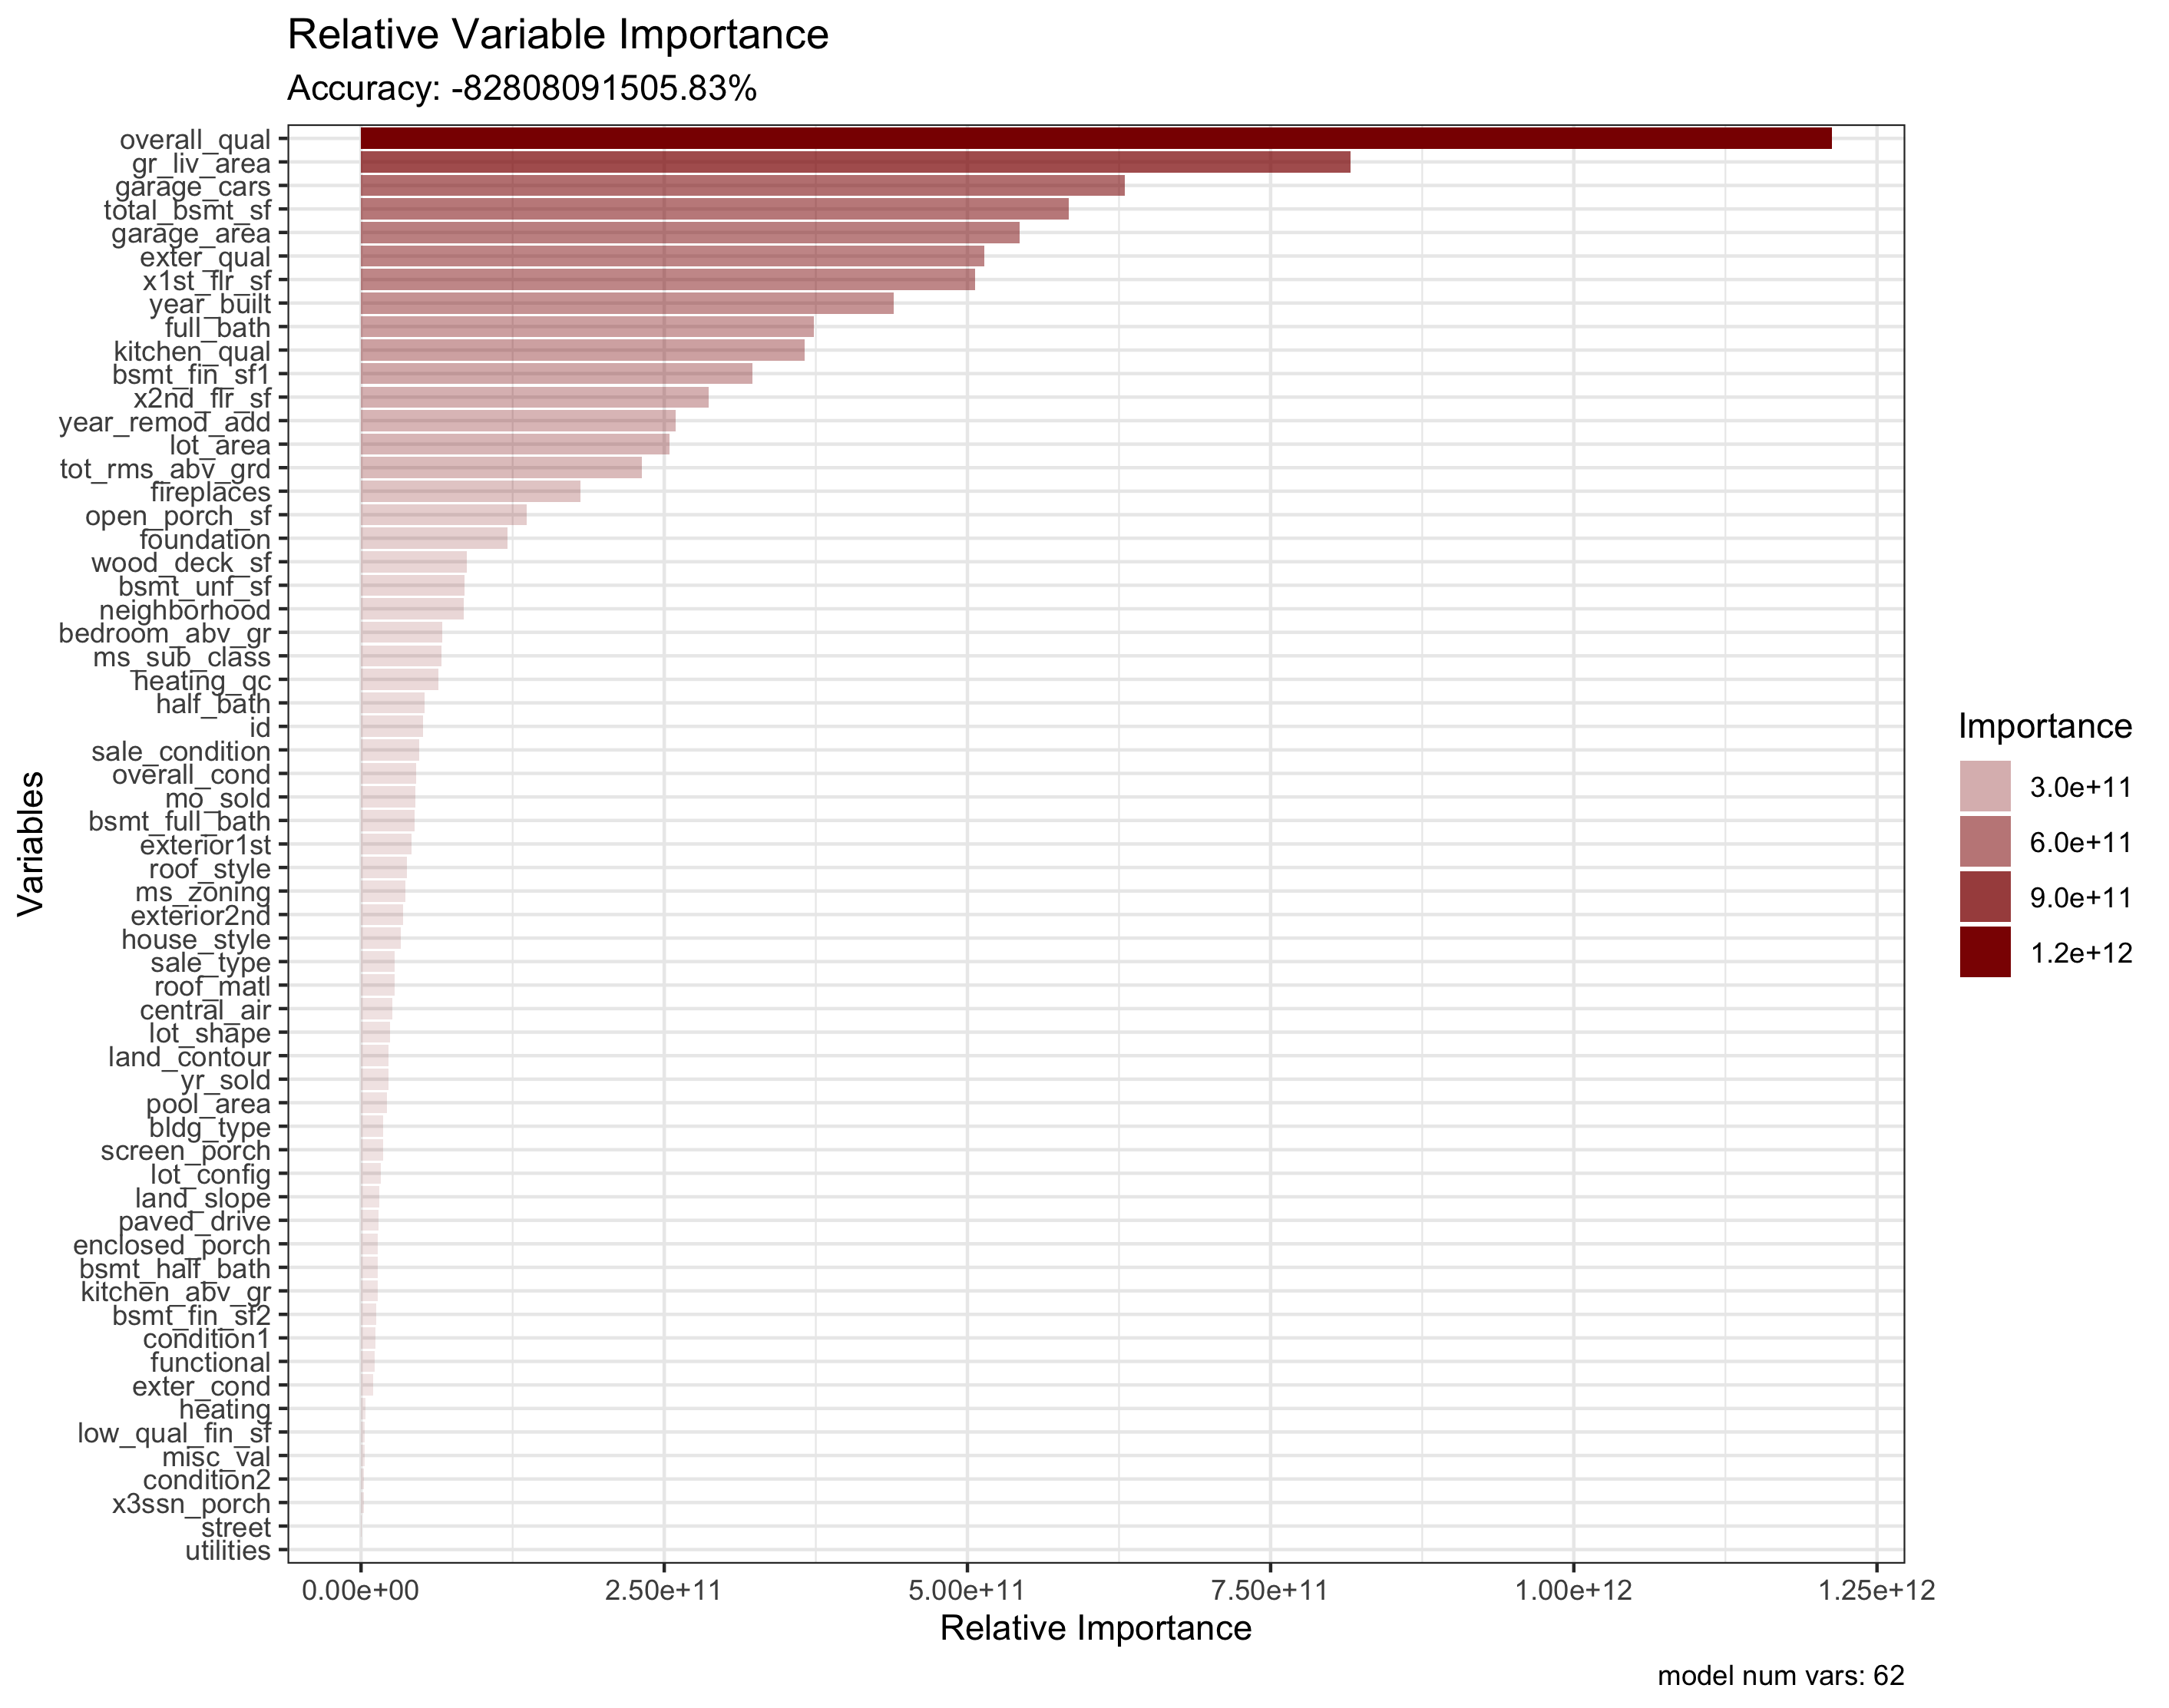 Relative Variable Importance
Accuracy: -82808091505.83%
overall_qual
gr_liv_area
garage_cars
total_bsmt_sf
garage_area
exter_qual
x1st_flr_sf
year_built
full_bath
kitchen_qual
bsmt_fin_sf1
x2nd_flr_sf
year_remod_add
lot_area
tot_rms_abv_grd
fireplaces
open_porch_sf
foundation
wood_deck_sf
bsmt_unf_sf
neighborhood
bedroom_abv_gr
ms_sub_class
heating_qc
half_bath
id
sale_condition
overall_cond
mo_sold
bsmt_full_bath
exterior1st
roof_style
ms_zoning
exterior2nd
house_style
sale_type
roof_matl
central_air
lot_shape
land_contour
yr_sold
pool_area
bldg_type
screen_porch
lot_config
land_slope
paved_drive
enclosed_porch
bsmt_half_bath
kitchen_abv_gr
bsmt_fin_sf2
condition1
functional
exter_cond
heating
low_qual_fin_sf
misc_val
condition2
x3ssn_porch
street
utilities
Variables
0.00e+00 2.50e+11 5.00e+11 7.50e+11 1.00e+12 1.25e+12
Relative Importance
Importance
3.0e+11
6.0e+11
9.0e+11
1.2e+12
model num vars: 62